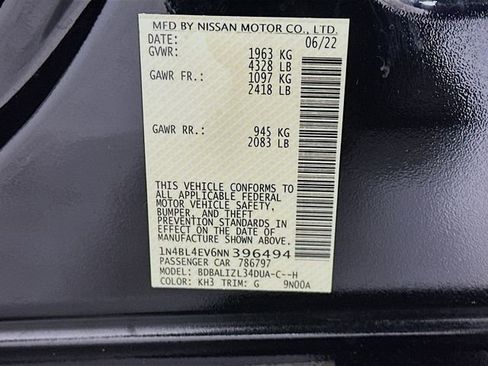 MFD BY NISSAN MOTOR CO., LTD.
DATE: 06/22
GVWR: 1963 KG
4328 LB
GAWR FR.: 1097 KG
2418 LB
GAWR RR.: 945 KG
2083 LB
THIS VEHICLE CONFORMS TO
ALL APPLICABLE FEDERAL
MOTOR VEHICLE SAFETY,
BUMPER, AND THEFT
PREVENTION STANDARDS IN
EFFECT ON THE DATE OF
MANUFACTURE SHOWN ABOVE.
1N4BL4EV6NN396494
PASSENGER CAR 786797
MODEL: BDBALIZL34DUA-C--H
COLOR: KH3 TRIM: G 9N00A